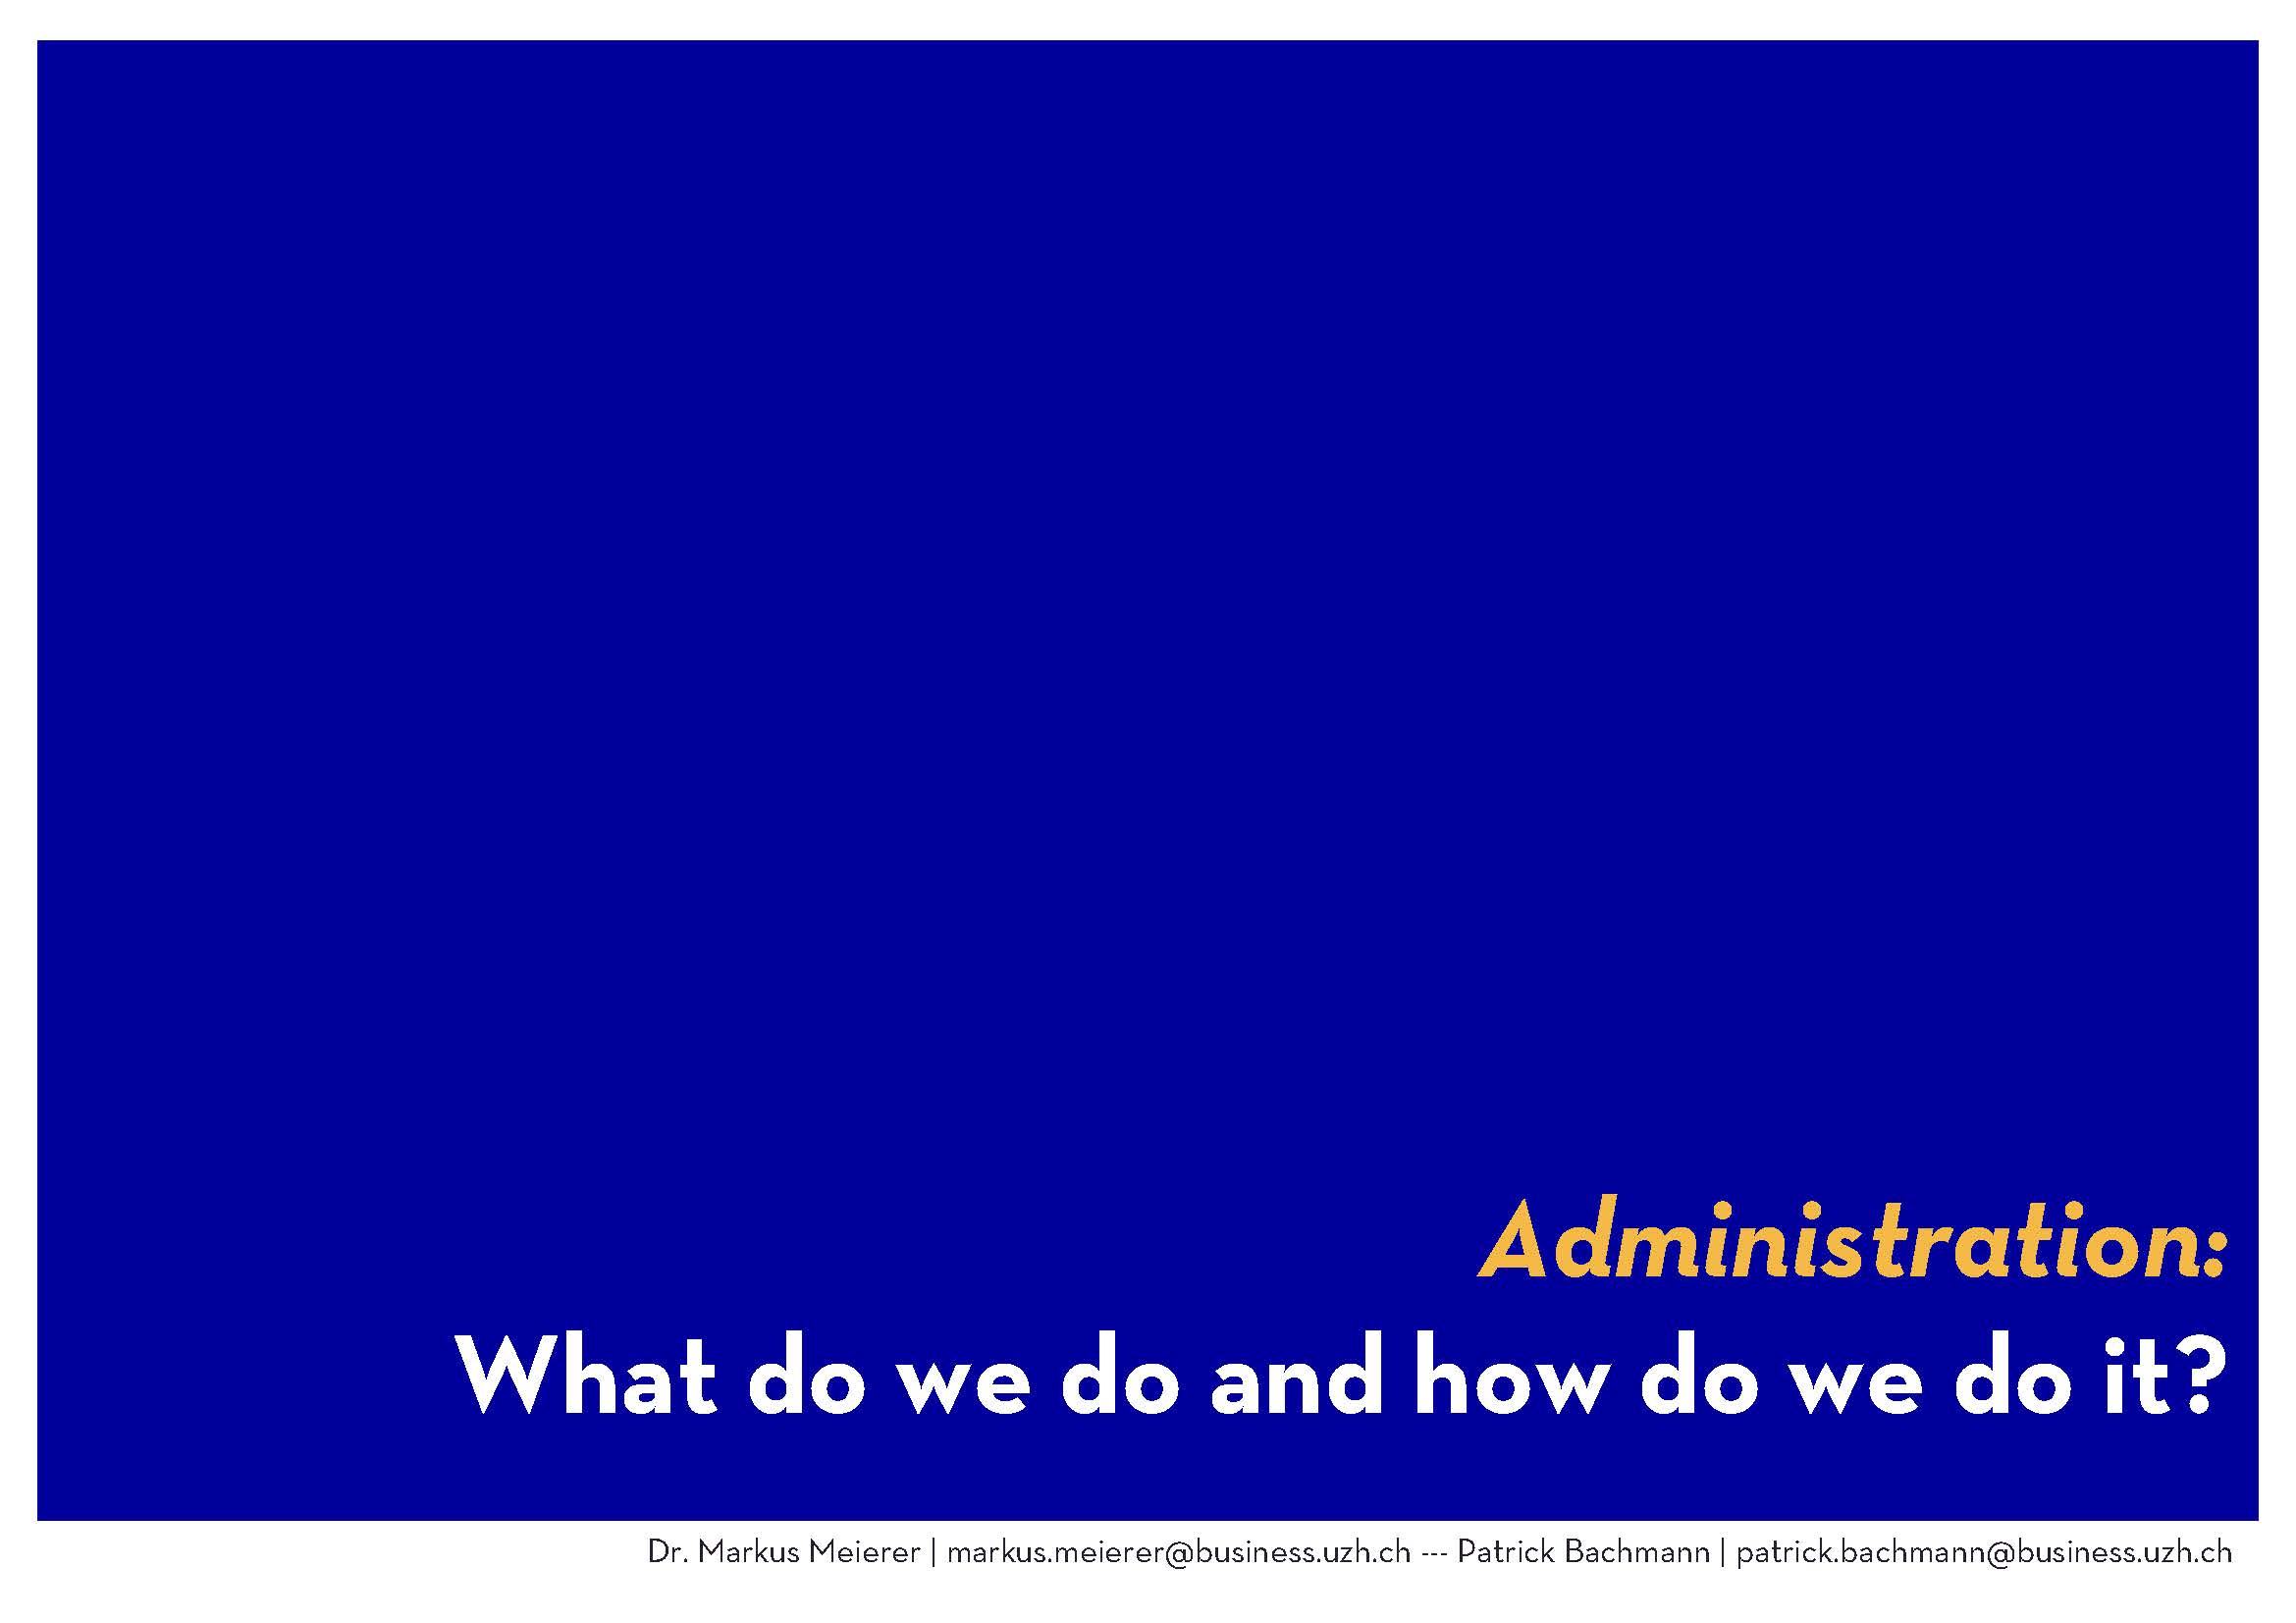 Administration:
What do we do and how do we do it?
Dr. Markus Meierer | markus.meierer@business.uzh.ch --- Patrick Bachmann | patrick.bachmann@business.uzh.ch